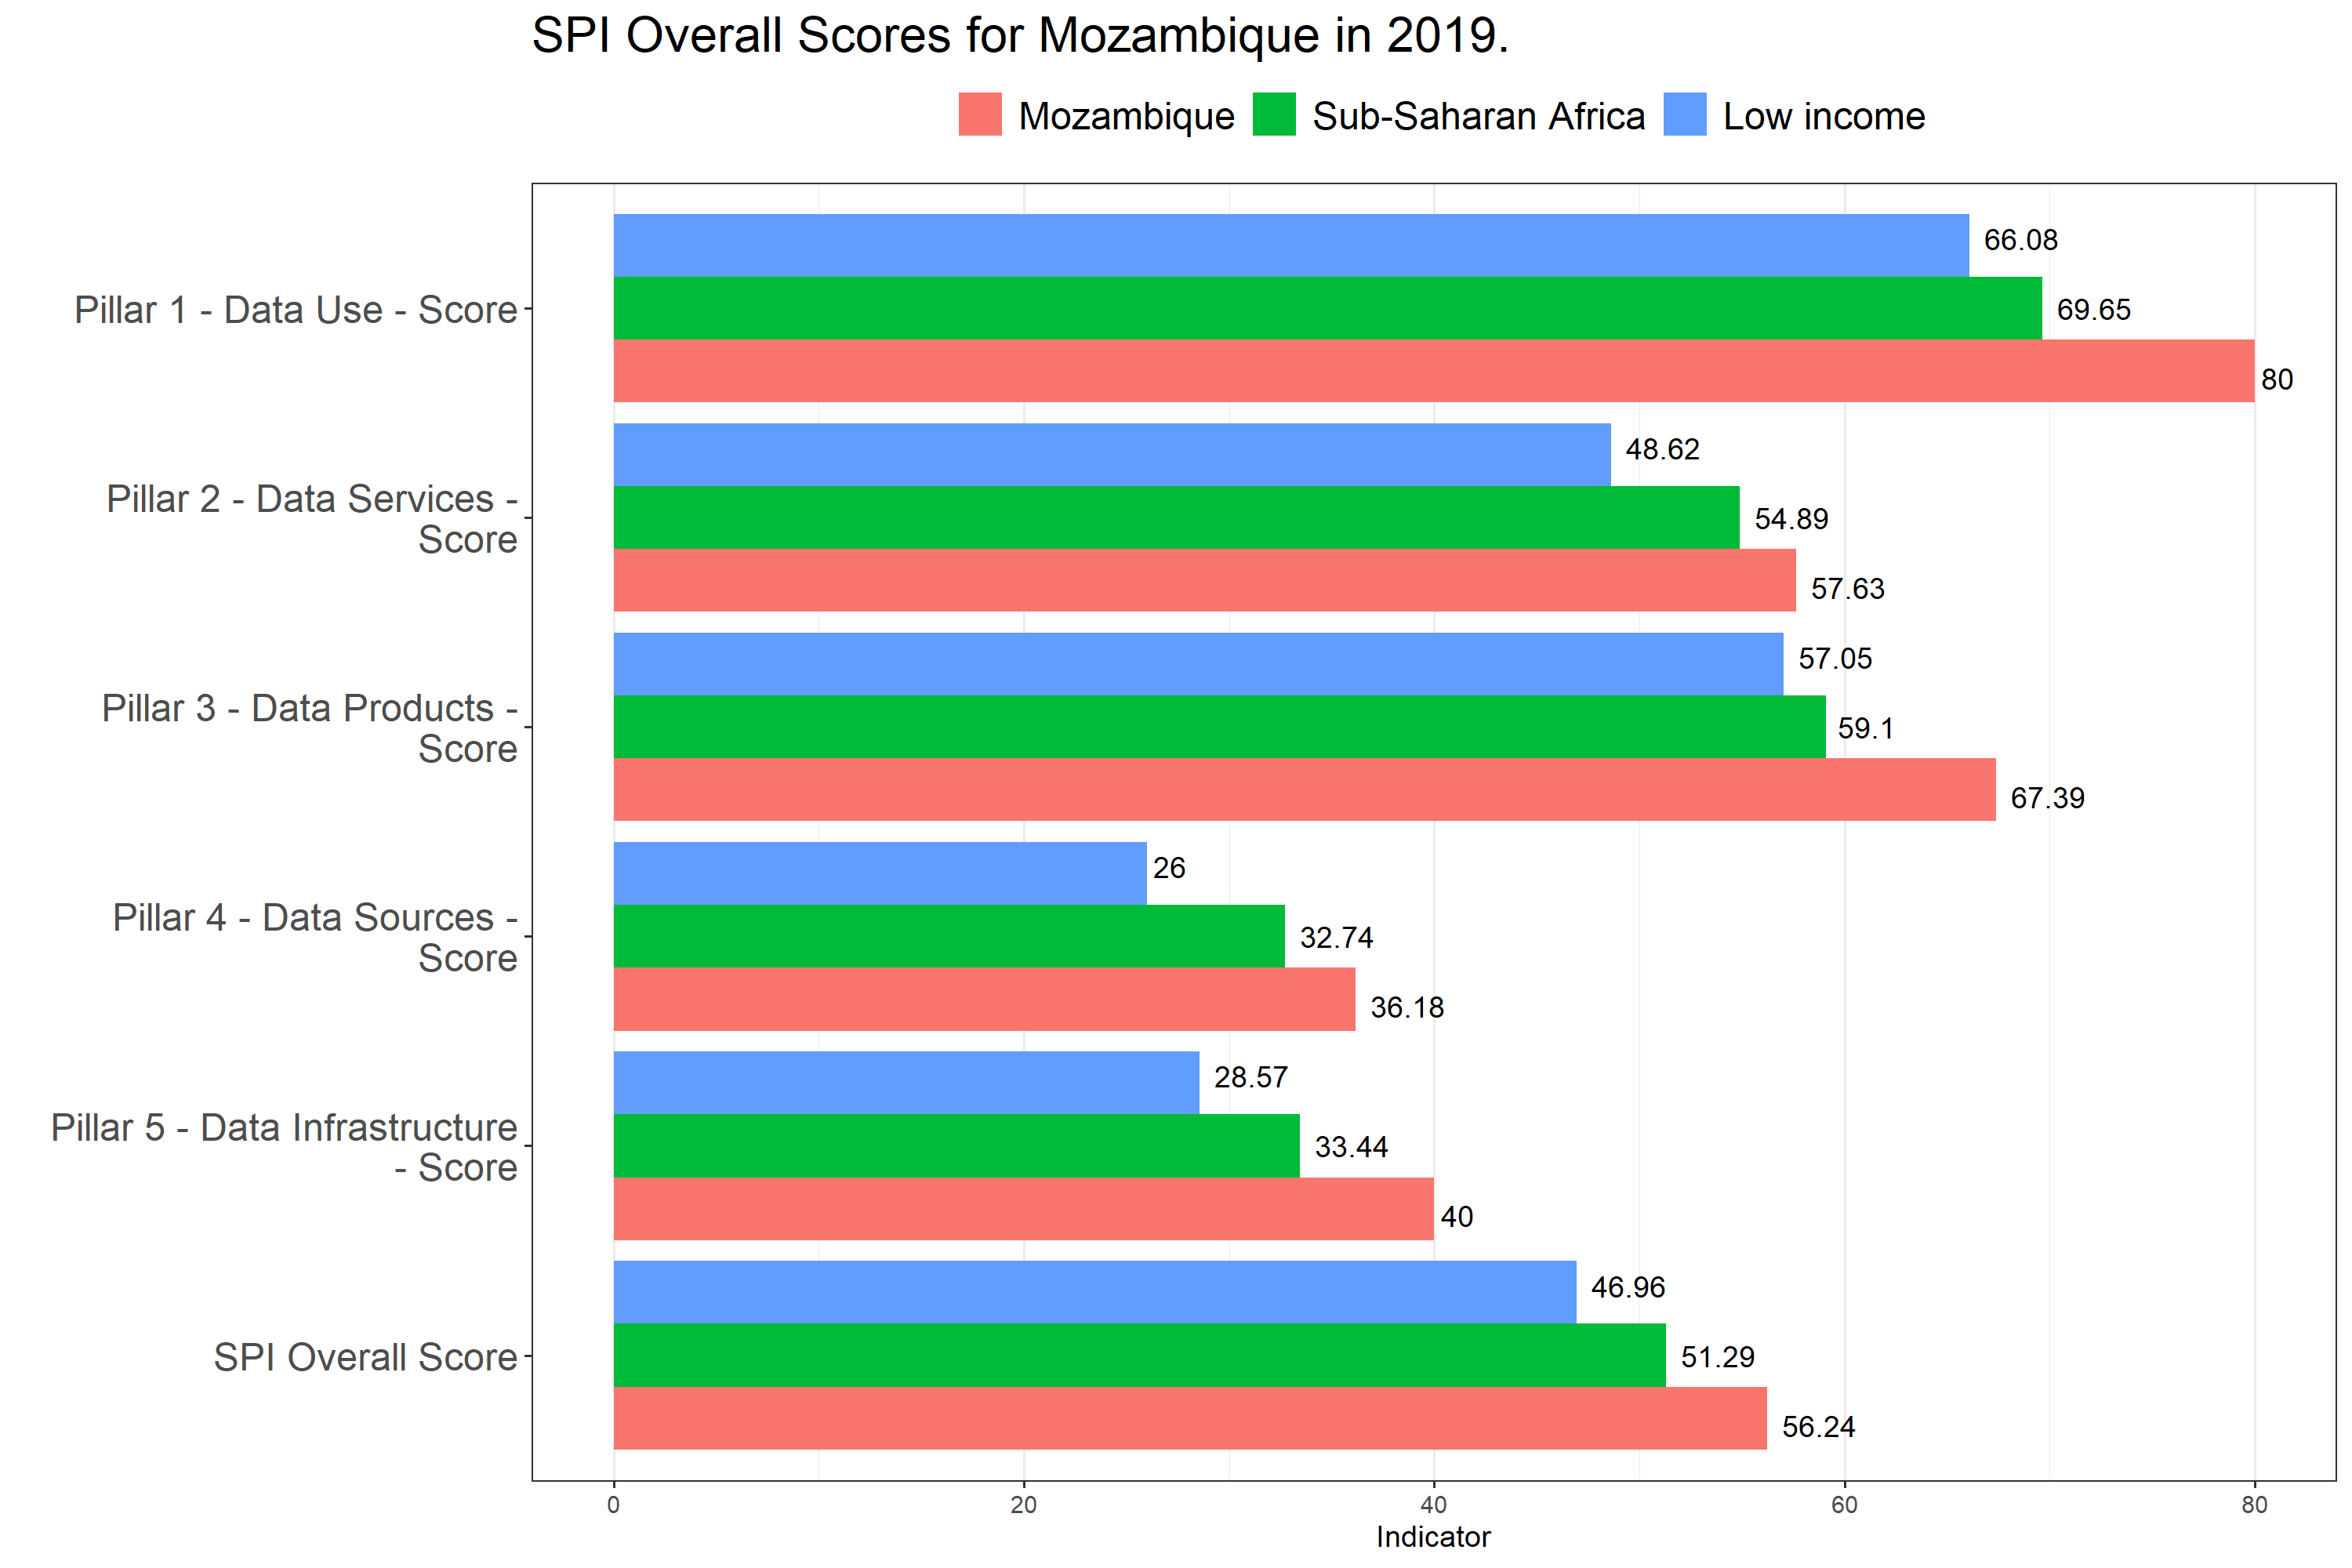 SPI Overall Scores for Mozambique in 2019.
Mozambique Sub-Saharan Africa Low income
Pillar 1 - Data Use - Score
66.08
69.65
80
Pillar 2 - Data Services -
Score
48.62
54.89
57.63
Pillar 3 - Data Products -
Score
57.05
59.1
67.39
Pillar 4 - Data Sources -
Score
26
32.74
36.18
Pillar 5 - Data Infrastructure
- Score
28.57
33.44
40
SPI Overall Score
46.96
51.29
56.24
0 20 40 60 80
Indicator